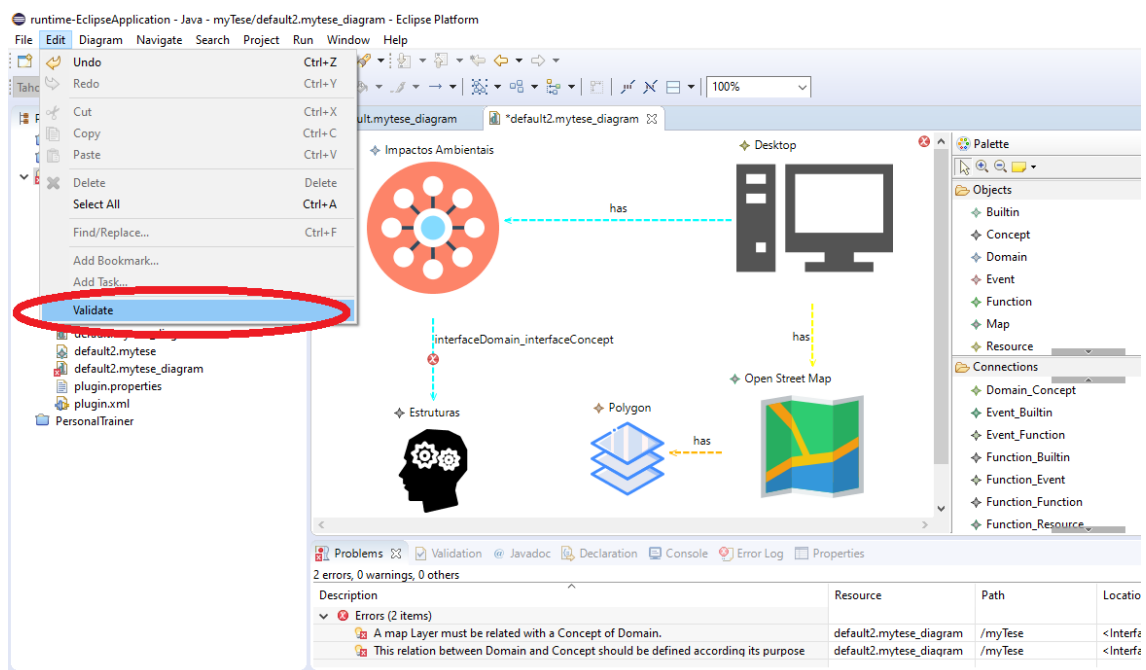 runtime-EclipseApplication - Java - myTese/default2.mytese_diagram - Eclipse Platform
File Edit Diagram Navigate Search Project Run Window Help
Undo Ctrl+Z
Redo Ctrl+Y
Cut Ctrl+X
Copy Ctrl+C
Paste Ctrl+V
Delete Delete
Select All Ctrl+A
Find/Replace... Ctrl+F
Add Bookmark...
Add Task...
Validate
100%
default2.mytese
default2.mytese_diagram
plugin.properties
plugin.xml
PersonalTrainer
ult.mytese_diagram
*default2.mytese_diagram
Impactos Ambientais
Desktop
has
interfaceDomain_interfaceConcept
has
Open Street Map
Estruturas
Polygon
has
Palette
Objects
Builtin
Concept
Domain
Event
Function
Map
Resource
Connections
Domain_Concept
Event_Builtin
Event_Function
Function_Builtin
Function_Event
Function_Function
Function_Resource
Problems Validation @ Javadoc Declaration Console Error Log Properties
2 errors, 0 warnings, 0 others
Description Resource Path Locatio
Errors (2 items)
A map Layer must be related with a Concept of Domain. default2.mytese_diagram /myTese <Interfa
This relation between Domain and Concept should be defined according its purpose default2.mytese_diagram /myTese <Interfa